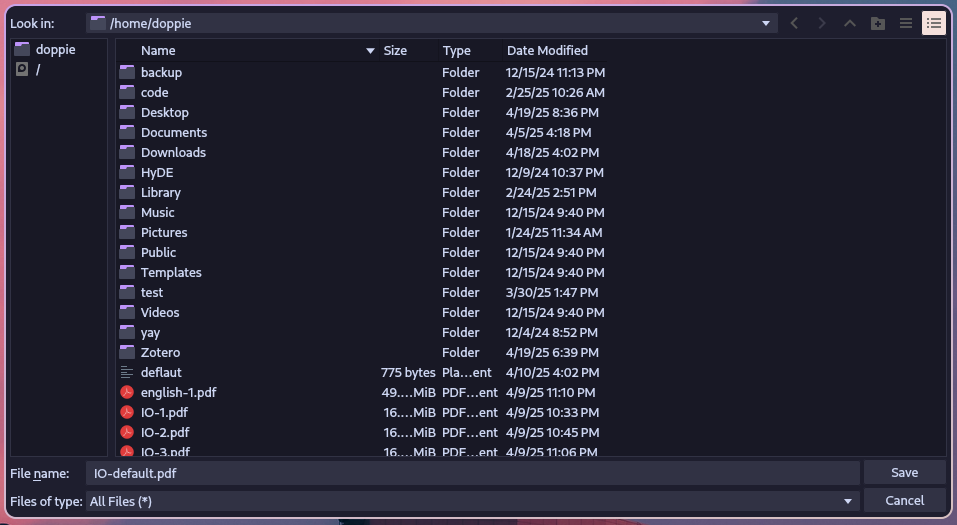 Look in: /home/doppie
doppie
/
Name Size Type Date Modified
backup Folder 12/15/24 11:13 PM
code Folder 2/25/25 10:26 AM
Desktop Folder 4/19/25 8:36 PM
Documents Folder 4/5/25 4:18 PM
Downloads Folder 4/18/25 4:02 PM
HyDE Folder 12/9/24 10:37 PM
Library Folder 2/24/25 2:51 PM
Music Folder 12/15/24 9:40 PM
Pictures Folder 1/24/25 11:34 AM
Public Folder 12/15/24 9:40 PM
Templates Folder 12/15/24 9:40 PM
test Folder 3/30/25 1:47 PM
Videos Folder 12/15/24 9:40 PM
yay Folder 12/4/24 8:52 PM
Zotero Folder 4/19/25 6:39 PM
deflaut 775 bytes Pla...ent 4/10/25 4:02 PM
english-1.pdf 49....MiB PDF...ent 4/9/25 11:10 PM
IO-1.pdf 16....MiB PDF...ent 4/9/25 10:33 PM
IO-2.pdf 16....MiB PDF...ent 4/9/25 10:45 PM
IO-3.pdf 16....MiB PDF...ent 4/9/25 11:06 PM
File name: IO-default.pdf Save
Files of type: All Files (*) Cancel